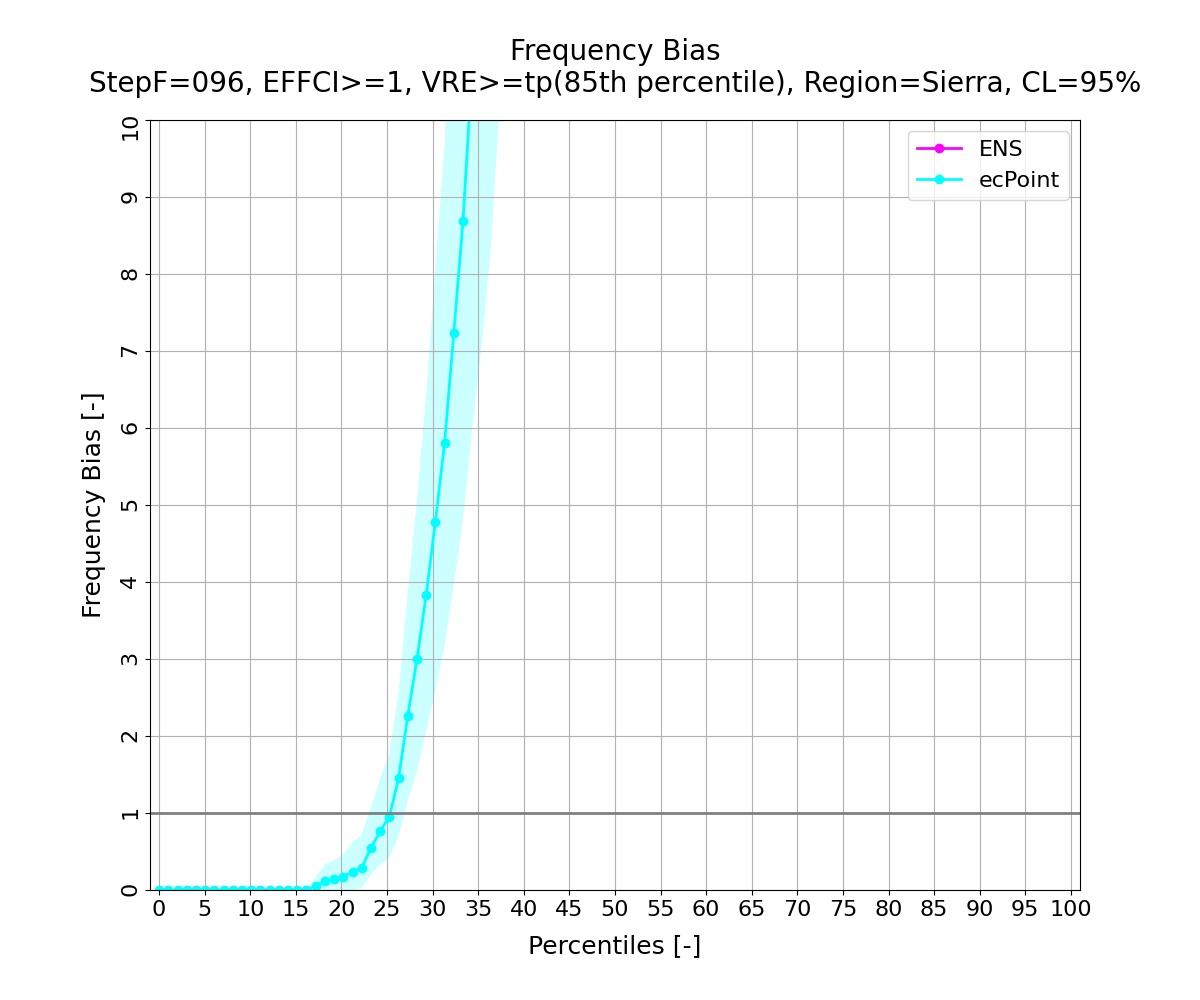 Frequency Bias
StepF=096, EFFCI>=1, VRE>=tp(85th percentile), Region=Sierra, CL=95%
10
9
8
7
6
5
4
3
2
1
0
Frequency Bias [-]
ENS
ecPoint
0 5 10 15 20 25 30 35 40 45 50 55 60 65 70 75 80 85 90 95 100
Percentiles [-]